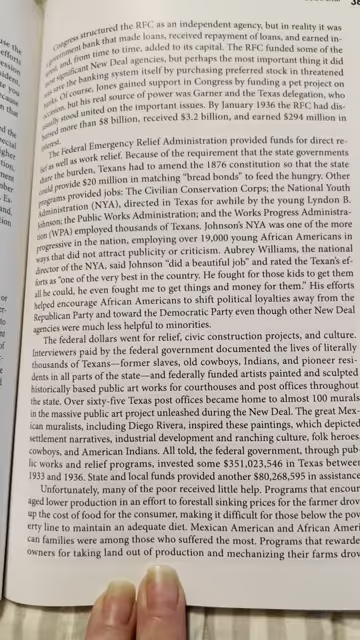 Congress structured the RFC as an independent agency, but in reality it was
government bank that made loans, received repayment of loans, and earned in-
and, from time to time, added to its capital. The RFC funded some of the
significant New Deal agencies, but perhaps the most important thing it did
was save the banking system itself by purchasing preferred stock in threatened
banks. Of course, Jones gained support in Congress by funding a pet project on
occasion, but his real source of power was Garner and the Texas delegation, who
usually stood united on the important issues. By January 1936 the RFC had dis-
bursed more than $8 billion, received $3.2 billion, and earned $294 million in
interest.
The Federal Emergency Relief Administration provided funds for direct re-
lief as well as work relief. Because of the requirement that the state governments
share the burden, Texans had to amend the 1876 constitution so that the state
could provide $20 million in matching "bread bonds" to feed the hungry. Other
programs provided jobs: The Civilian Conservation Corps; the National Youth
Administration (NYA), directed in Texas for awhile by the young Lyndon B.
Johnson; the Public Works Administration; and the Works Progress Administra-
tion (WPA) employed thousands of Texans. Johnson's NYA was one of the more
progressive in the nation, employing over 19,000 young African Americans in
ways that did not attract publicity or criticism. Aubrey Williams, the national
director of the NYA, said Johnson "did a beautiful job" and rated the Texan's ef-
forts as "one of the very best in the country. He fought for those kids to get them
all he could, he even fought me to get things and money for them." His efforts
helped encourage African Americans to shift political loyalties away from the
Republican Party and toward the Democratic Party even though other New Deal
agencies were much less helpful to minorities.
The federal dollars went for relief, civic construction projects, and culture.
Interviewers paid by the federal government documented the lives of literally
thousands of Texans—former slaves, old cowboys, Indians, and pioneer resi-
dents in all parts of the state—and federally funded artists painted and sculpted
historically based public art works for courthouses and post offices throughout
the state. Over sixty-five Texas post offices became home to almost 100 murals
in the massive public art project unleashed during the New Deal. The great Mex-
ican muralists, including Diego Rivera, inspired these paintings, which depicted
settlement narratives, industrial development and ranching culture, folk heroes,
cowboys, and American Indians. All told, the federal government, through pub-
lic works and relief programs, invested some $351,023,546 in Texas between
1933 and 1936. State and local funds provided another $80,268,595 in assistance.
Unfortunately, many of the poor received little help. Programs that encour-
aged lower production in an effort to forestall sinking prices for the farmer drov
up the cost of food for the consumer, making it difficult for those below the pov
erty line to maintain an adequate diet. Mexican American and African Ameri
can families were among those who suffered the most. Programs that rewarde
owners for taking land out of production and mechanizing their farms drov